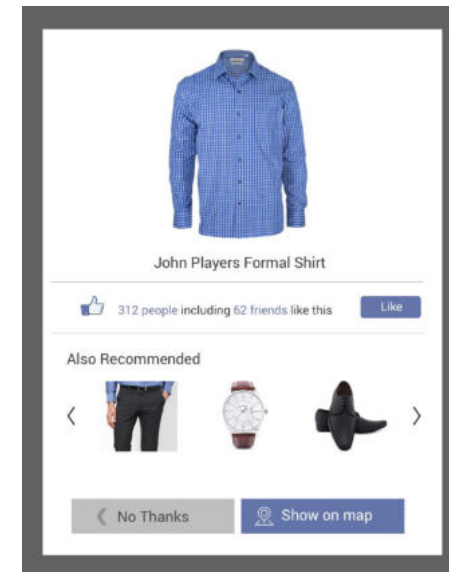 John Players Formal Shirt
312 people including 62 friends like this
Like
Also Recommended
No Thanks
Show on map